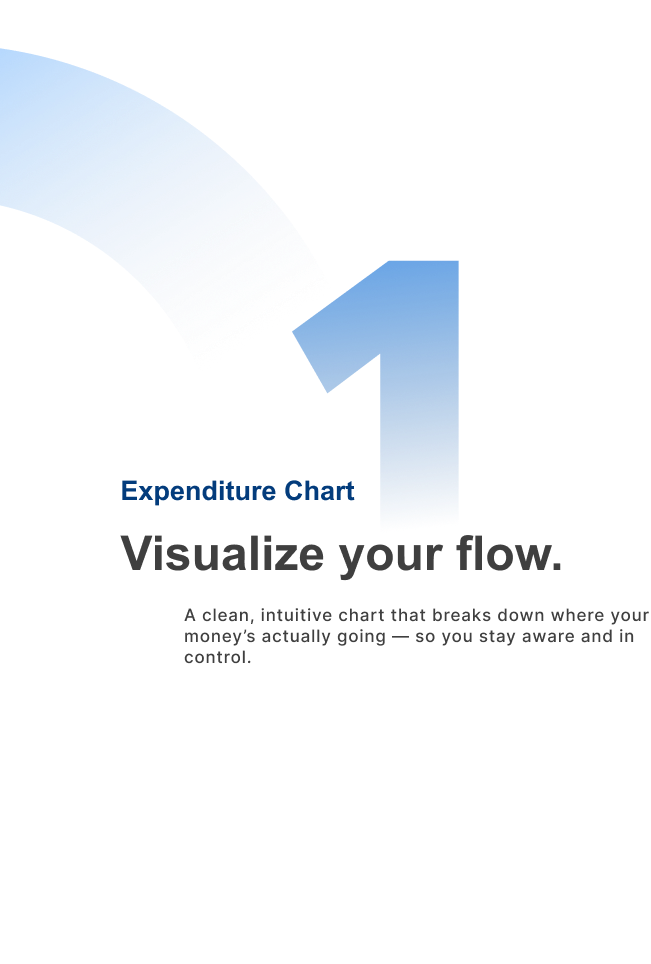 1
Expenditure Chart
Visualize your flow.
A clean, intuitive chart that breaks down where your
money’s actually going — so you stay aware and in
control.